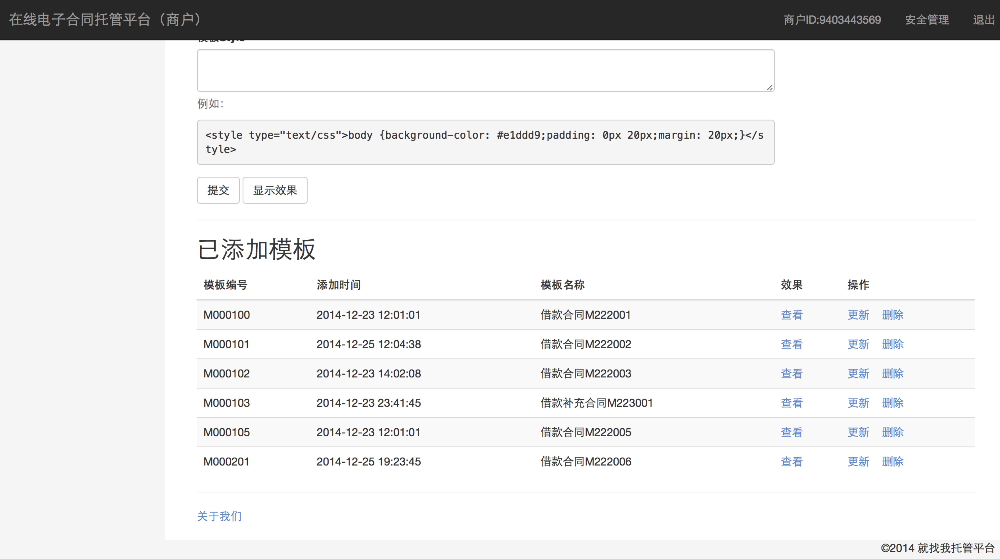 在线电子合同托管平台（商户） 商户ID:9403443569 安全管理 退出
例如：
<style type="text/css">body {background-color: #e1ddd9;padding: 0px 20px;margin: 20px;}</s
tyle>
提交 显示效果
已添加模板
模板编号 添加时间 模板名称 效果 操作
M000100 2014-12-23 12:01:01 借款合同M222001 查看 更新 删除
M000101 2014-12-25 12:04:38 借款合同M222002 查看 更新 删除
M000102 2014-12-23 14:02:08 借款合同M222003 查看 更新 删除
M000103 2014-12-23 23:41:45 借款补充合同M223001 查看 更新 删除
M000105 2014-12-23 12:01:01 借款合同M222005 查看 更新 删除
M000201 2014-12-25 19:23:45 借款合同M222006 查看 更新 删除
关于我们
©2014 就找我托管平台